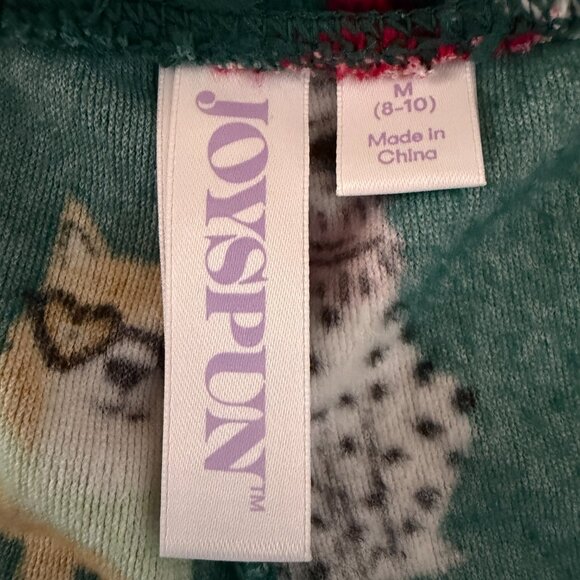 JOYSPUN™
M
(8-10)
Made in
China